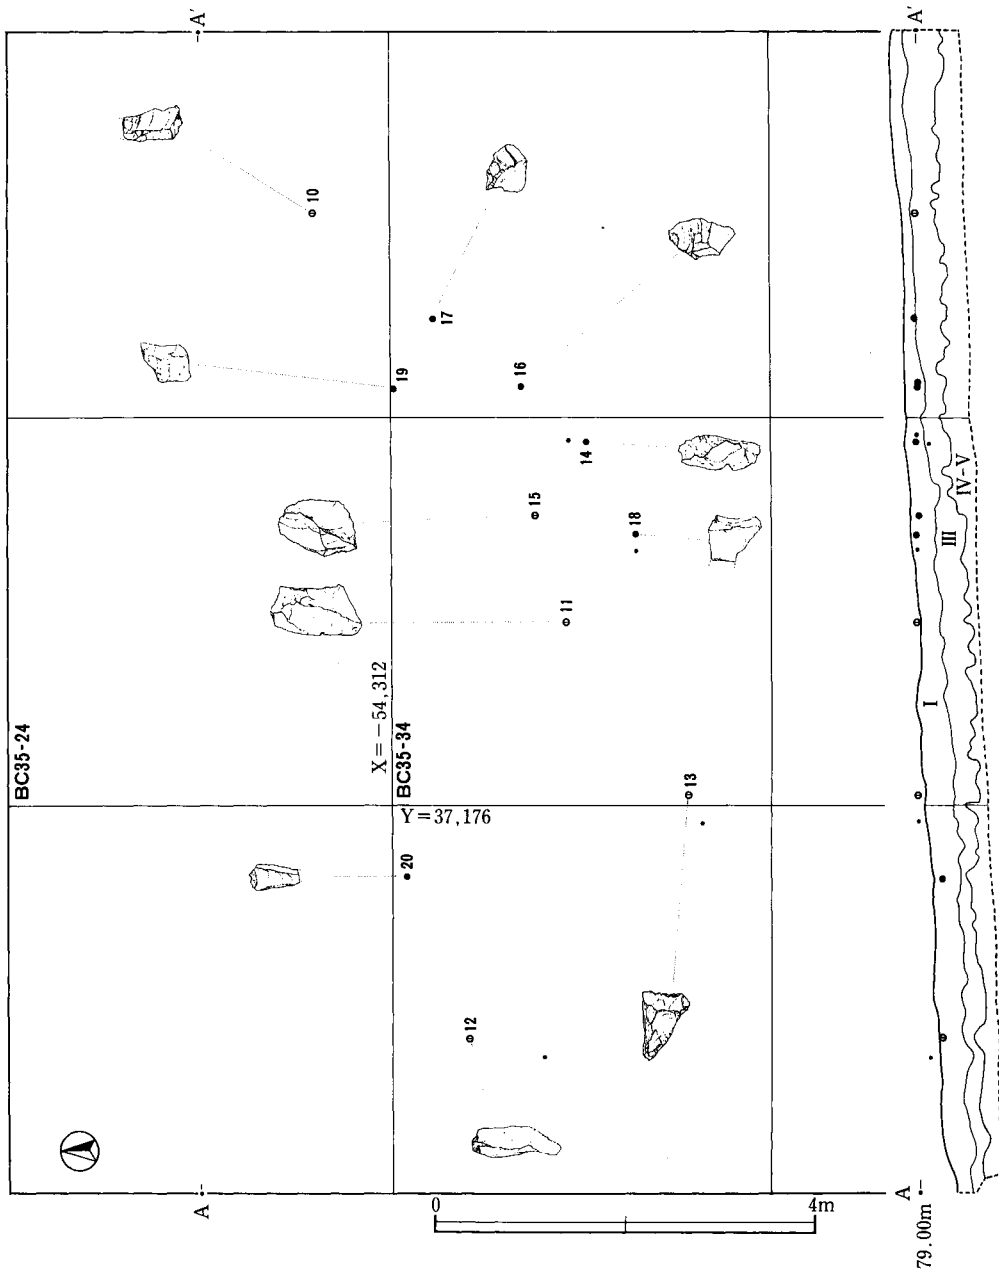 A'
A'
10
17
19
16
14
15
18
11
X=−54,312
BC35-24
BC35-34
13
Y=37,176
20
12
A
A
0
4m
79.00m
I
III
IV-V